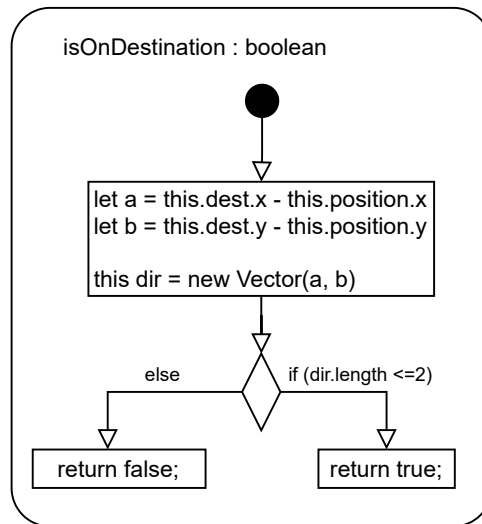 isOnDestination : boolean
let a = this.dest.x - this.position.x
let b = this.dest.y - this.position.y
this dir = new Vector(a, b)
else
if (dir.length <=2)
return false;
return true;